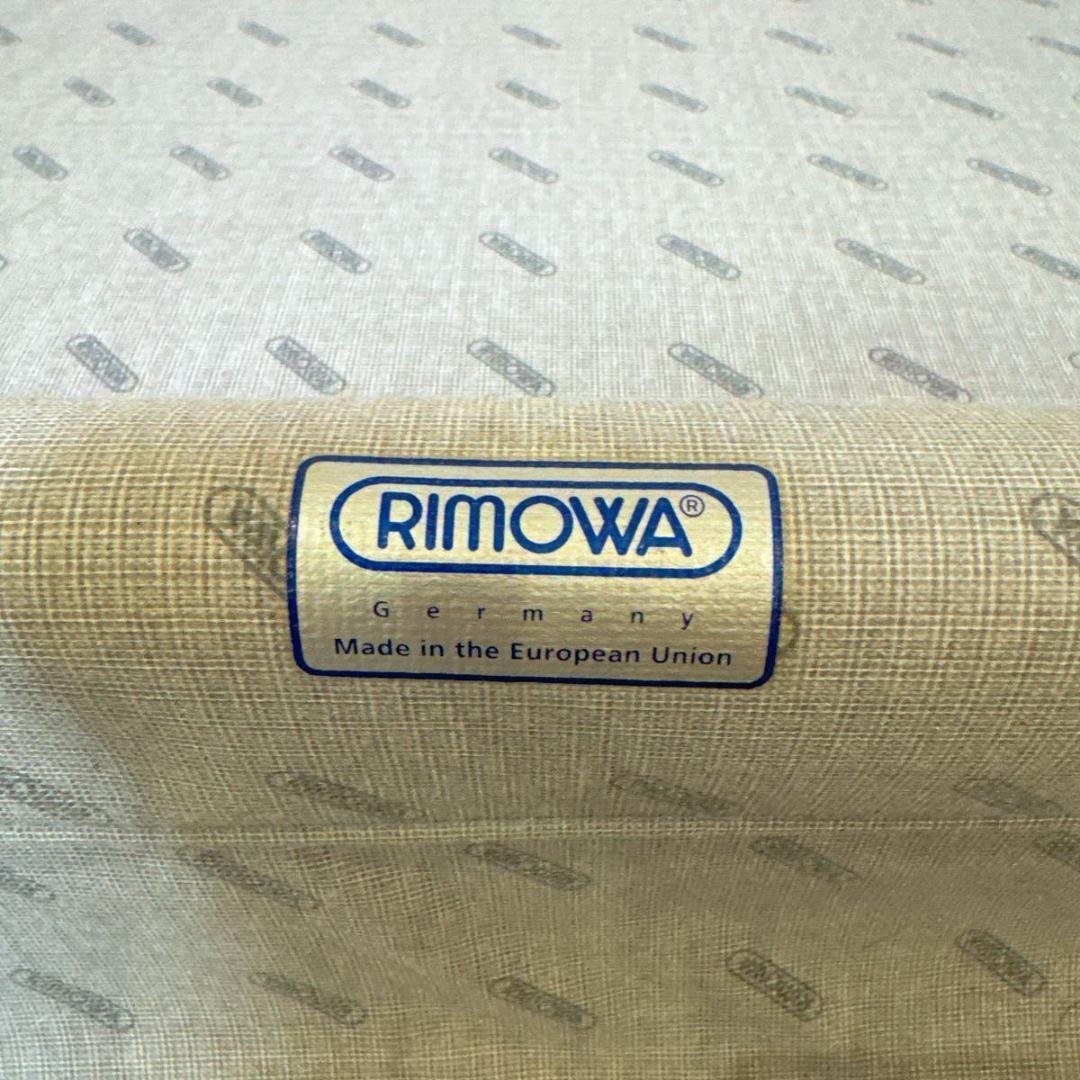 RIMOWA®
Germany
Made in the European Union